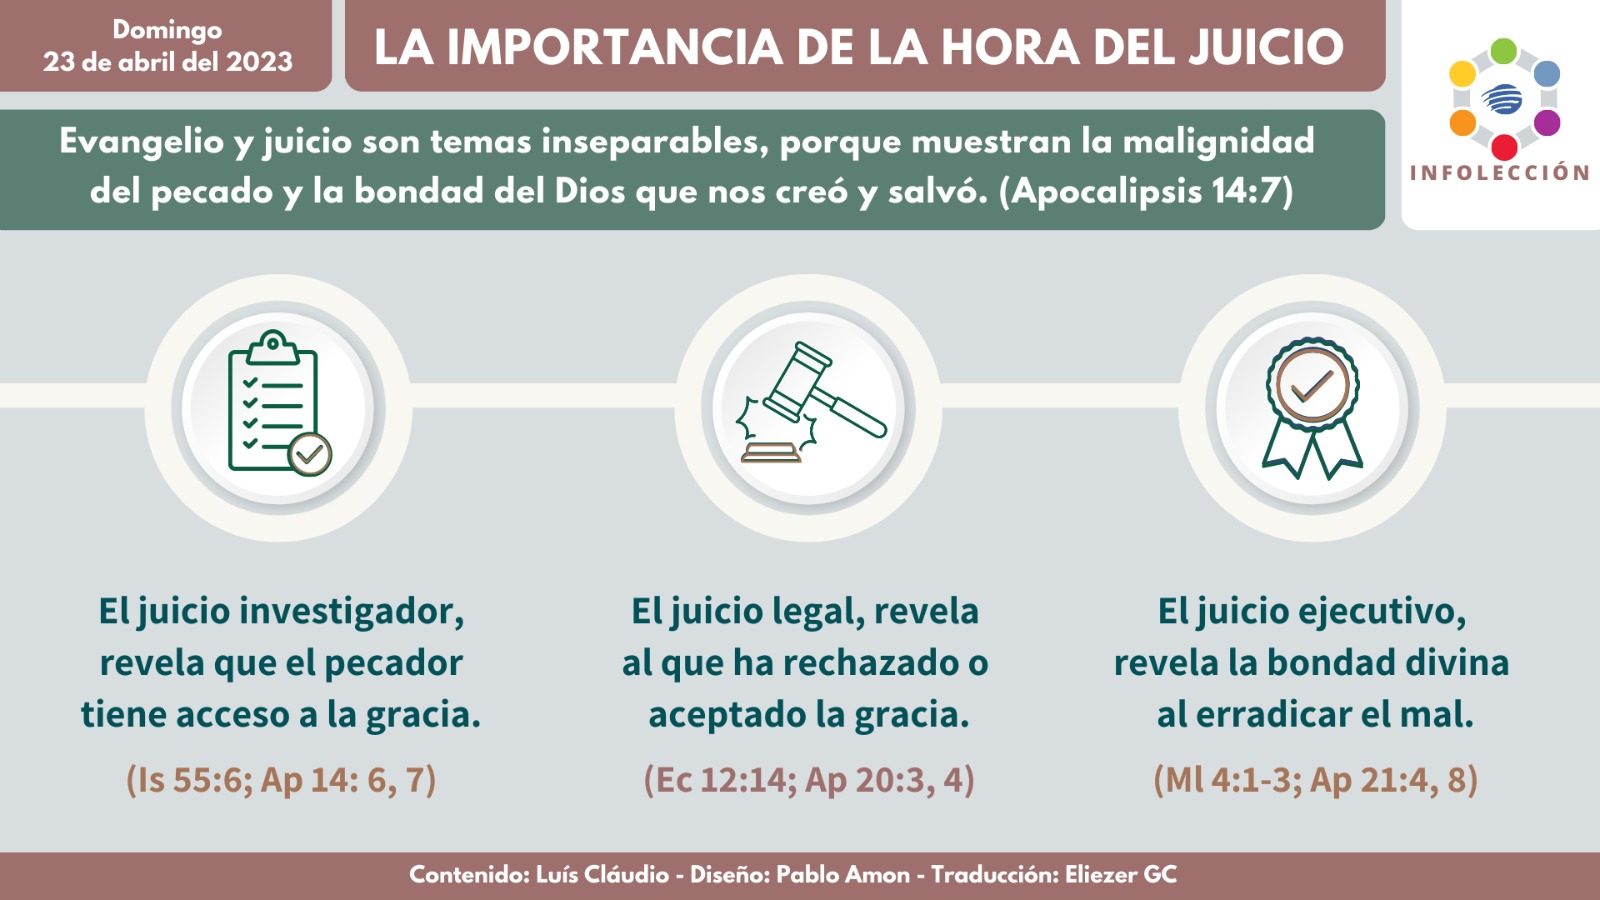 Domingo
23 de abril del 2023
LA IMPORTANCIA DE LA HORA DEL JUICIO
INFOLECCIÓN
Evangelio y juicio son temas inseparables, porque muestran la malignidad
del pecado y la bondad del Dios que nos creó y salvó. (Apocalipsis 14:7)
El juicio investigador,
revela que el pecador
tiene acceso a la gracia.
(Is 55:6; Ap 14: 6, 7)
El juicio legal, revela
al que ha rechazado o
aceptado la gracia.
(Ec 12:14; Ap 20:3, 4)
El juicio ejecutivo,
revela la bondad divina
al erradicar el mal.
(Ml 4:1-3; Ap 21:4, 8)
Contenido: Luís Cláudio - Diseño: Pablo Amon - Traducción: Eliezer GC